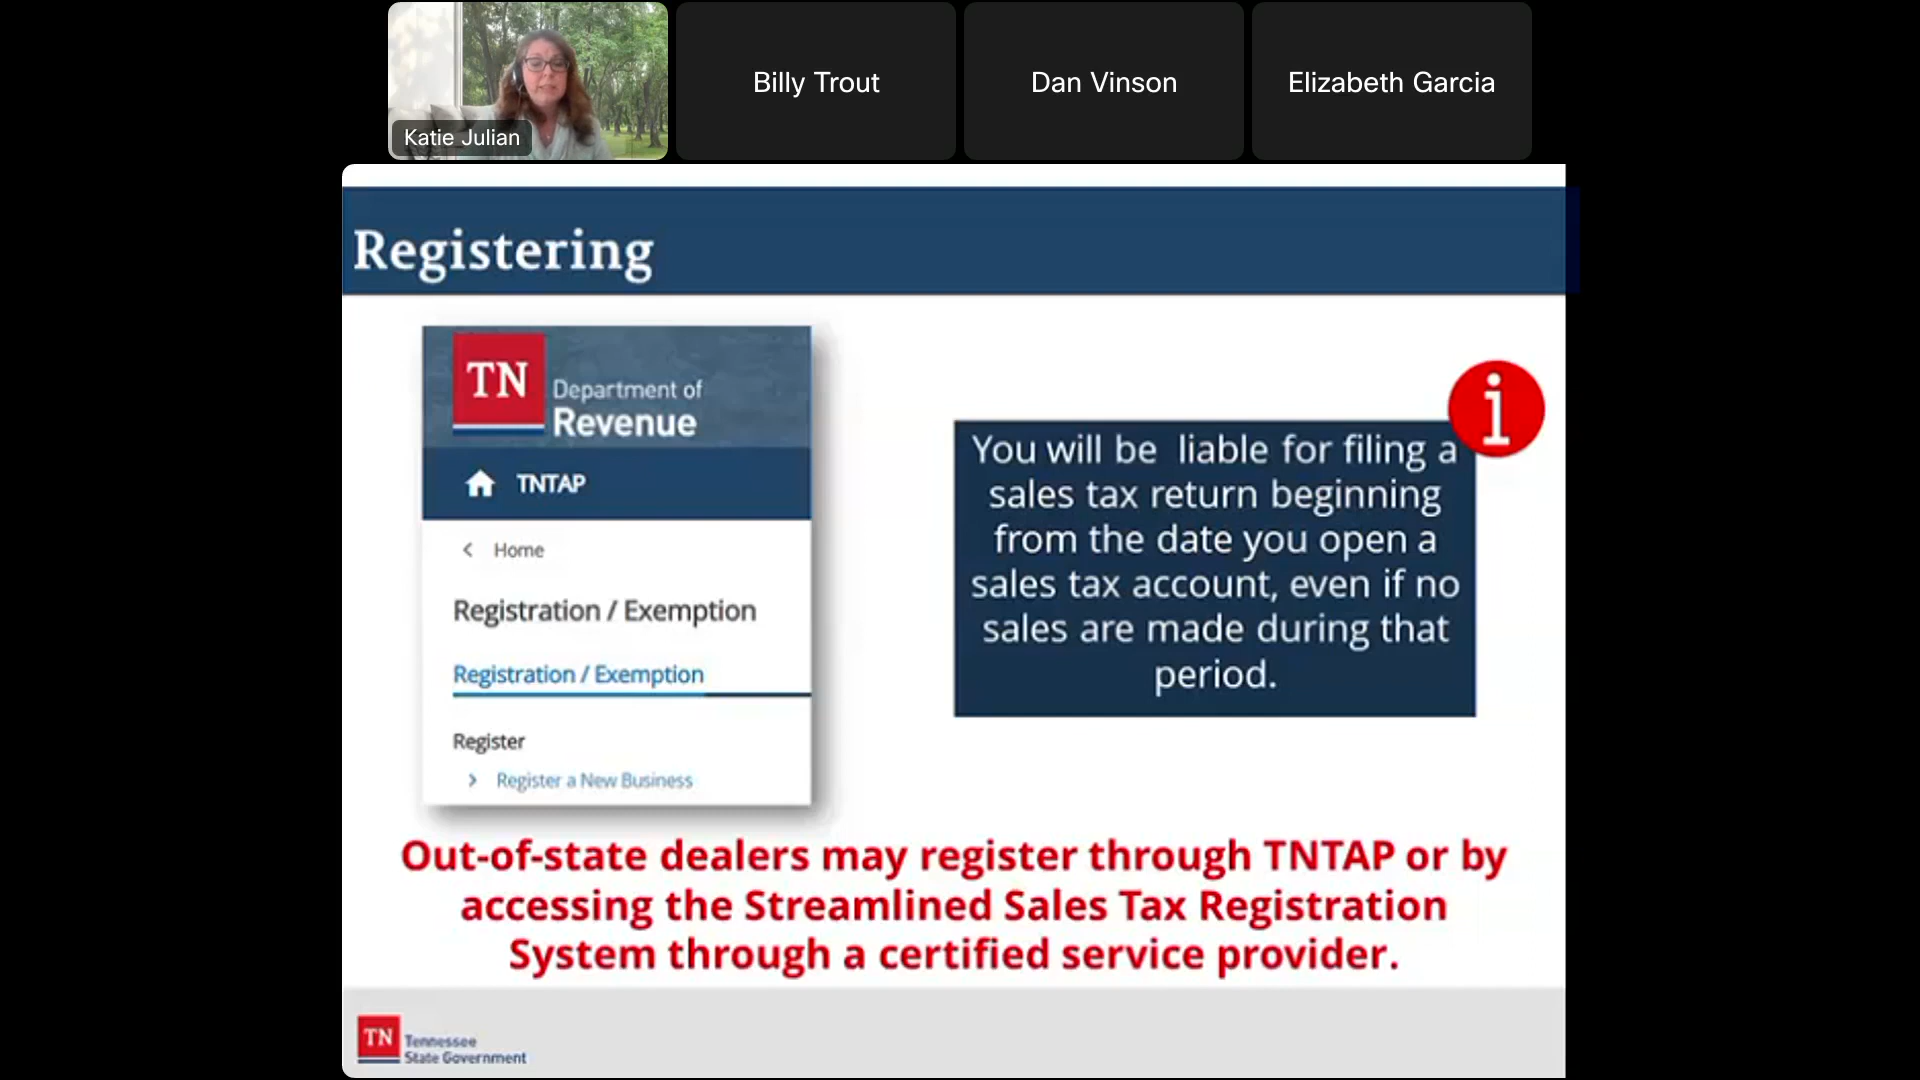 Katie Julian
Billy Trout
Dan Vinson
Elizabeth Garcia
Registering
TN
Department of
Revenue
TNTAP
Home
Registration / Exemption
Registration / Exemption
Register
Register a New Business
i
You will be liable for filing a
sales tax return beginning
from the date you open a
sales tax account, even if no
sales are made during that
period.
Out-of-state dealers may register through TNTAP or by
accessing the Streamlined Sales Tax Registration
System through a certified service provider.
TN
Tennessee
State Government